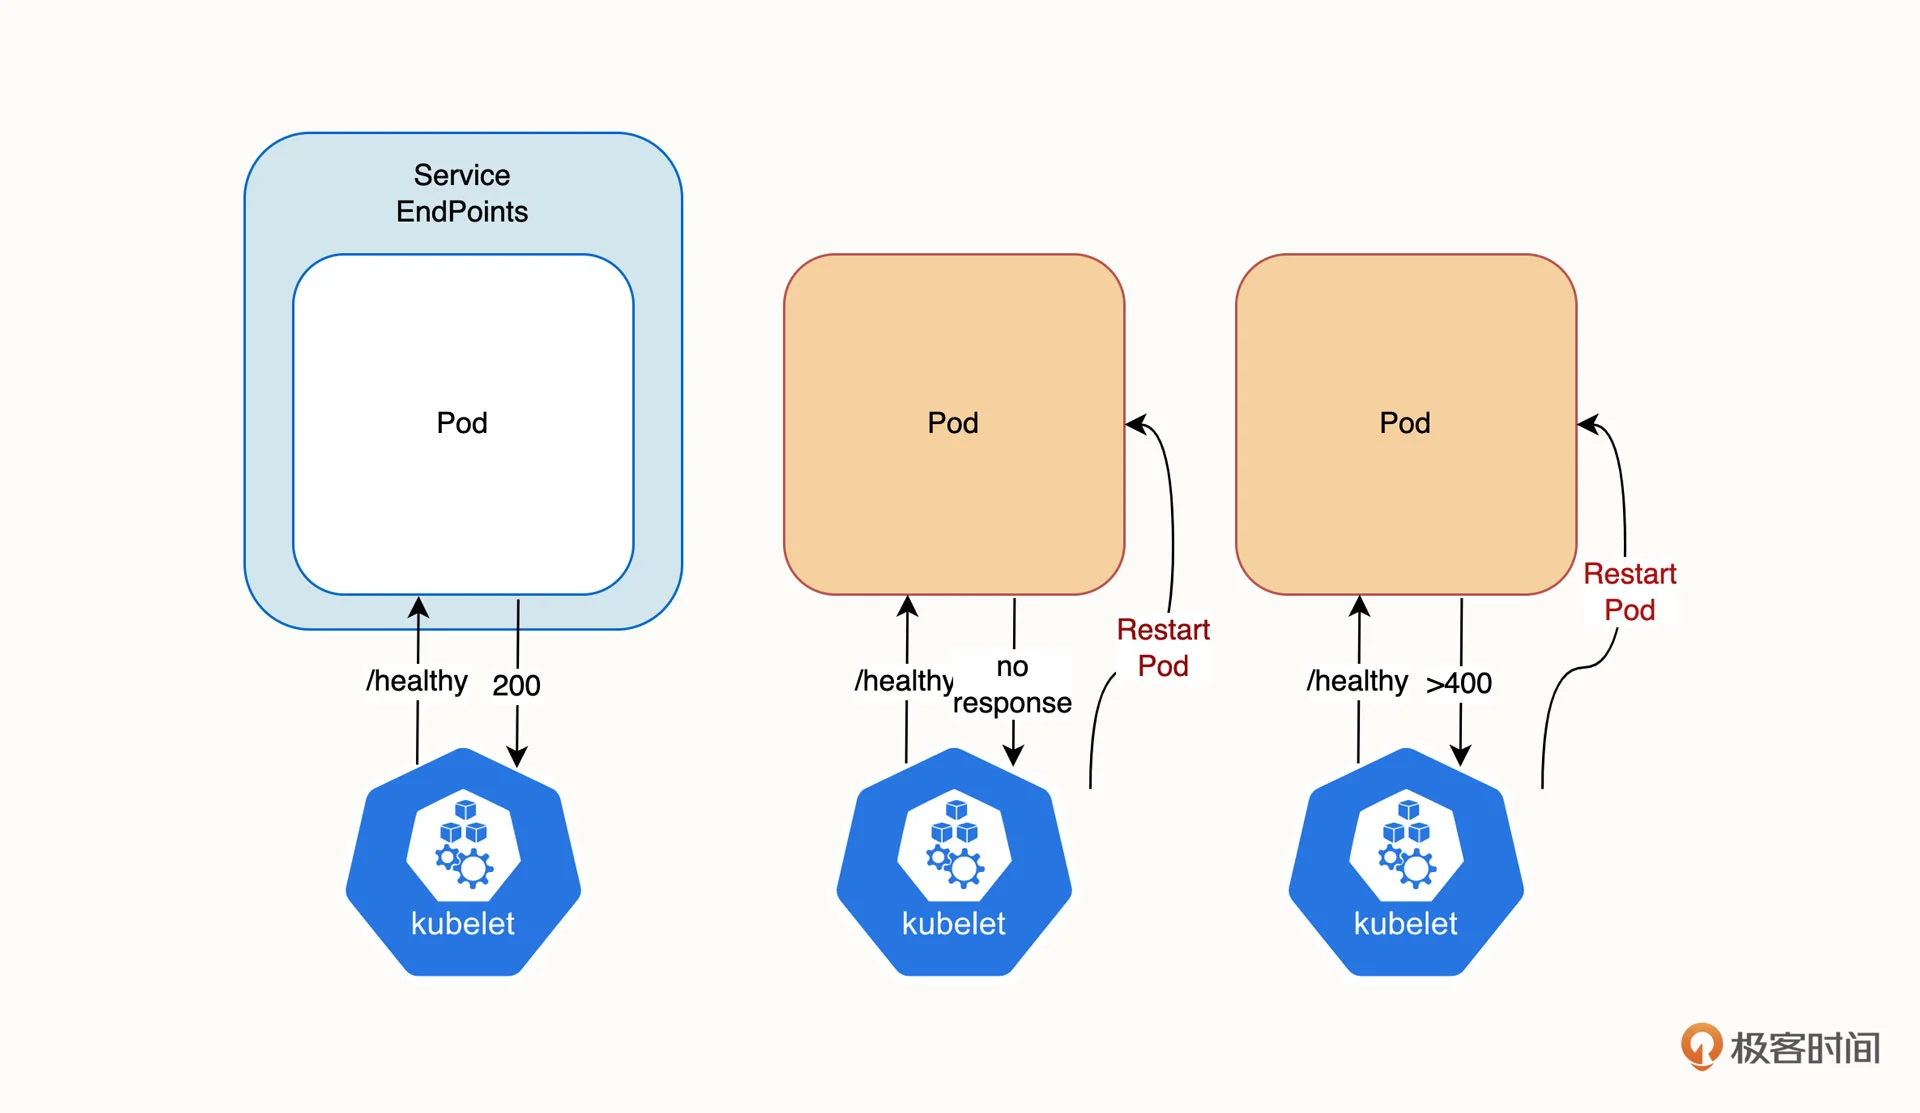 Service
EndPoints
Pod
Pod
Pod
Restart
Pod
Restart
Pod
/healthy
200
/healthy
no
response
/healthy
>400
kubelet
kubelet
kubelet
极客时间